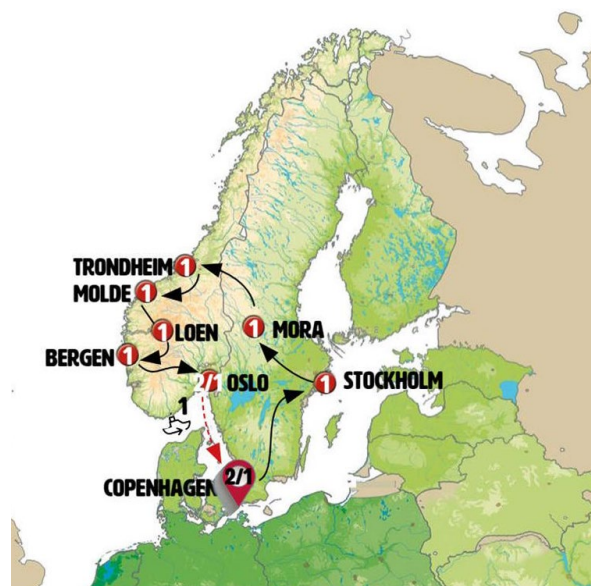 TRONDHEIM 1
MOLDE 1
1 LOEN
1 MORA
BERGEN 1
2/1 OSLO
1 STOCKHOLM
1
COPENHAGEN 2/1